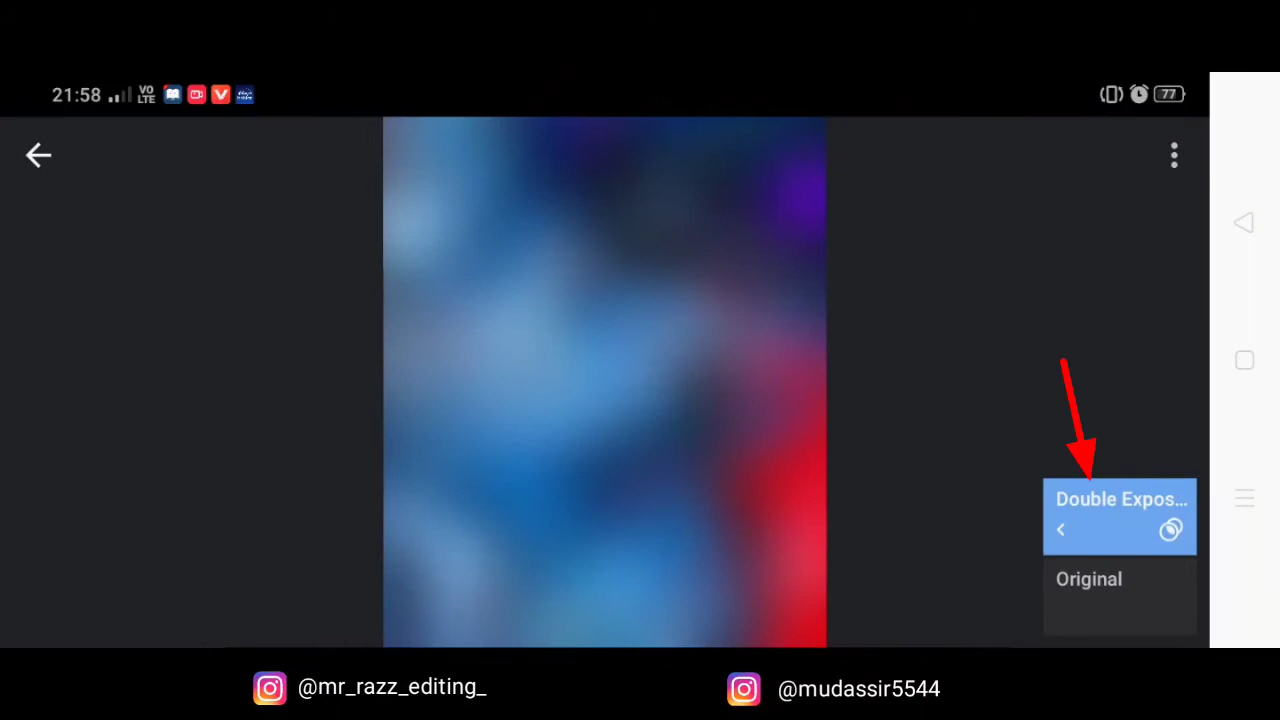 21:58
VO
LTE
77
Double Expos...
Original
@mr_razz_editing_
@mudassir5544